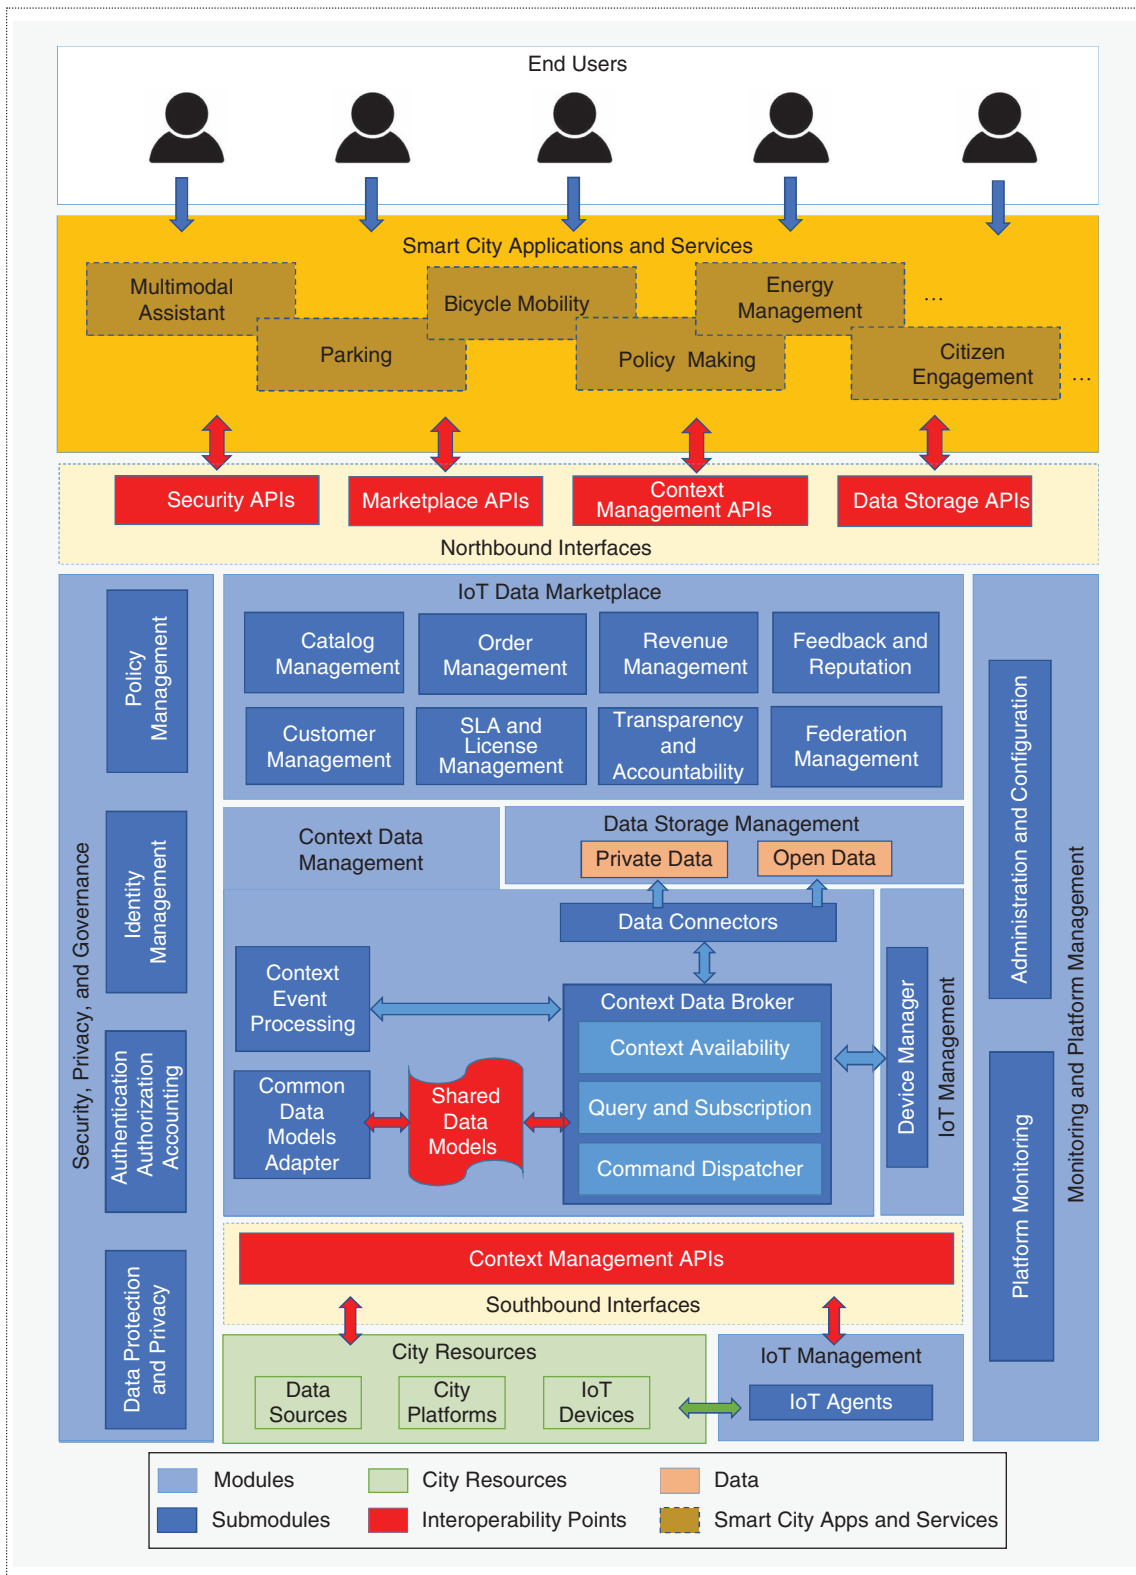 End Users
Smart City Applications and Services
Multimodal
Assistant
Parking
Bicycle Mobility
Policy Making
Energy
Management
...
Citizen
Engagement
...
Security APIs
Marketplace APIs
Context
Management APIs
Data Storage APIs
Northbound Interfaces
Security, Privacy, and Governance
Policy
Management
Identity
Management
Authentication
Authorization
Accounting
Data Protection
and Privacy
IoT Data Marketplace
Catalog
Management
Order
Management
Revenue
Management
Feedback and
Reputation
Customer
Management
SLA and
License
Management
Transparency
and
Accountability
Federation
Management
Context Data
Management
Data Storage Management
Private Data
Open Data
Data Connectors
Context
Event
Processing
Context Data Broker
Context Availability
Query and Subscription
Command Dispatcher
Common
Data
Models
Adapter
Shared
Data
Models
Device Manager
IoT Management
Administration and Configuration
Platform Monitoring
Monitoring and Platform Management
Context Management APIs
Southbound Interfaces
City Resources
Data
Sources
City
Platforms
IoT
Devices
IoT Management
IoT Agents
Modules
City Resources
Data
Submodules
Interoperability Points
Smart City Apps and Services